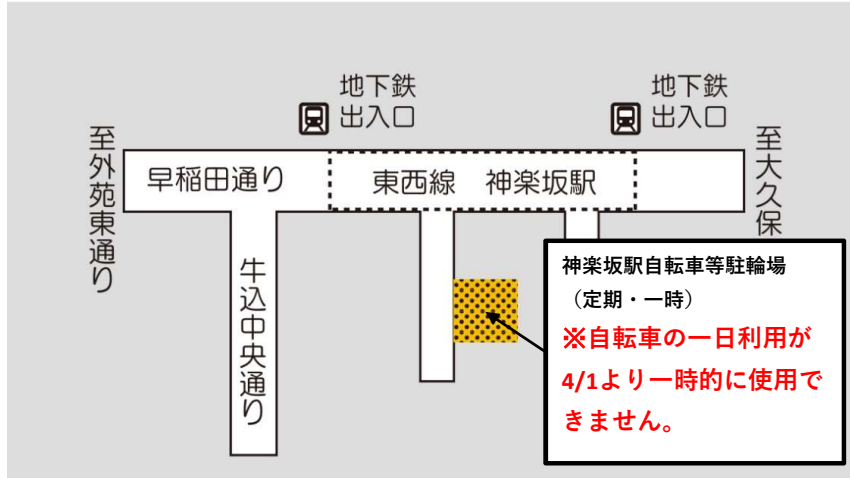 地下鉄
出入口
地下鉄
出入口
至外苑東通り
早稲田通り
東西線 神楽坂駅
至大久保
牛込中央通り
神楽坂駅自転車等駐輪場
（定期・一時）
※自転車の一日利用が
4/1より一時的に使用で
きません。